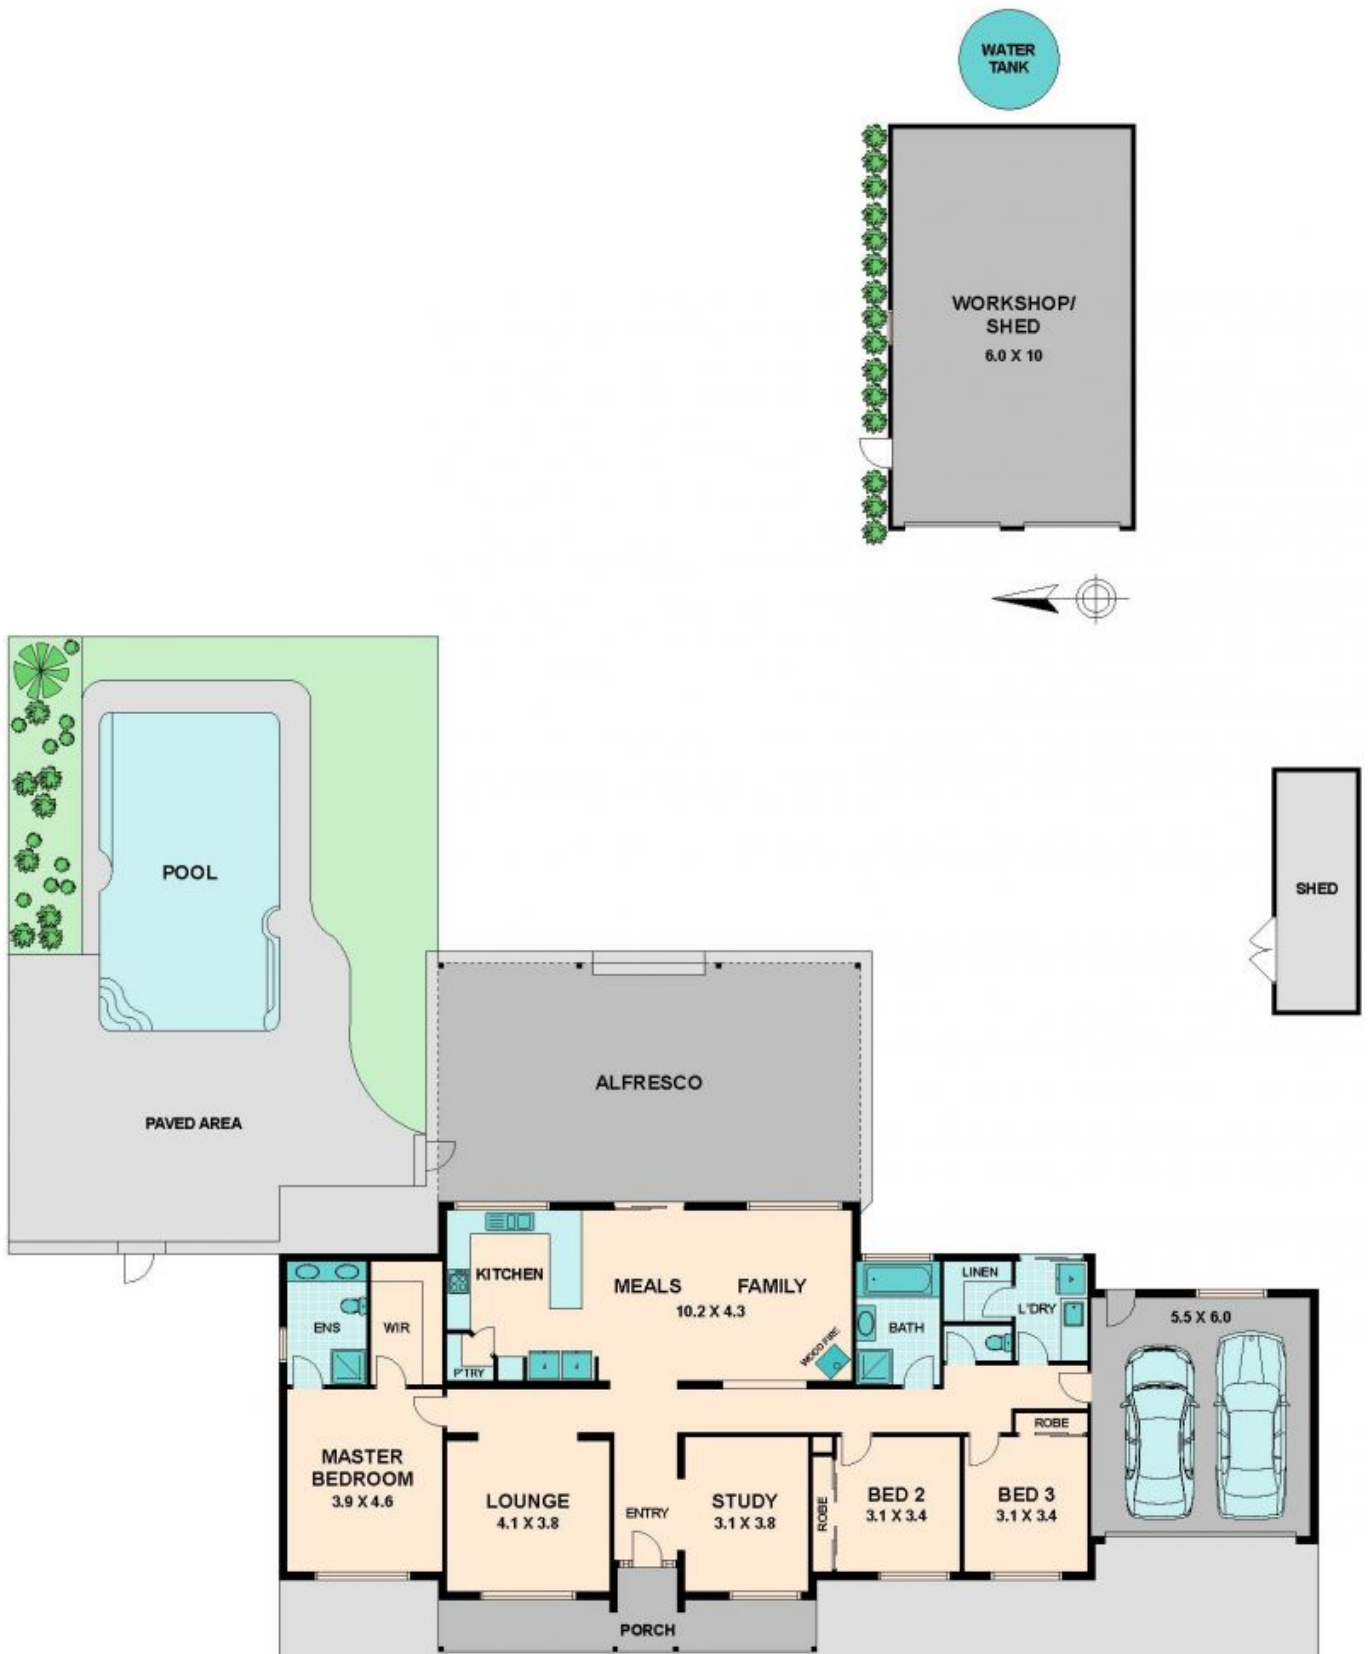 WATER
TANK
WORKSHOP/
SHED
6.0 X 10
POOL
SHED
ALFRESCO
PAVED AREA
KITCHEN
MEALS
FAMILY
10.2 X 4.3
WOOD FIRE
P'TRY
ENS
WIR
BATH
LINEN
L'DRY
5.5 X 6.0
MASTER
BEDROOM
3.9 X 4.6
LOUNGE
4.1 X 3.8
ENTRY
STUDY
3.1 X 3.8
ROBE
BED 2
3.1 X 3.4
ROBE
BED 3
3.1 X 3.4
PORCH